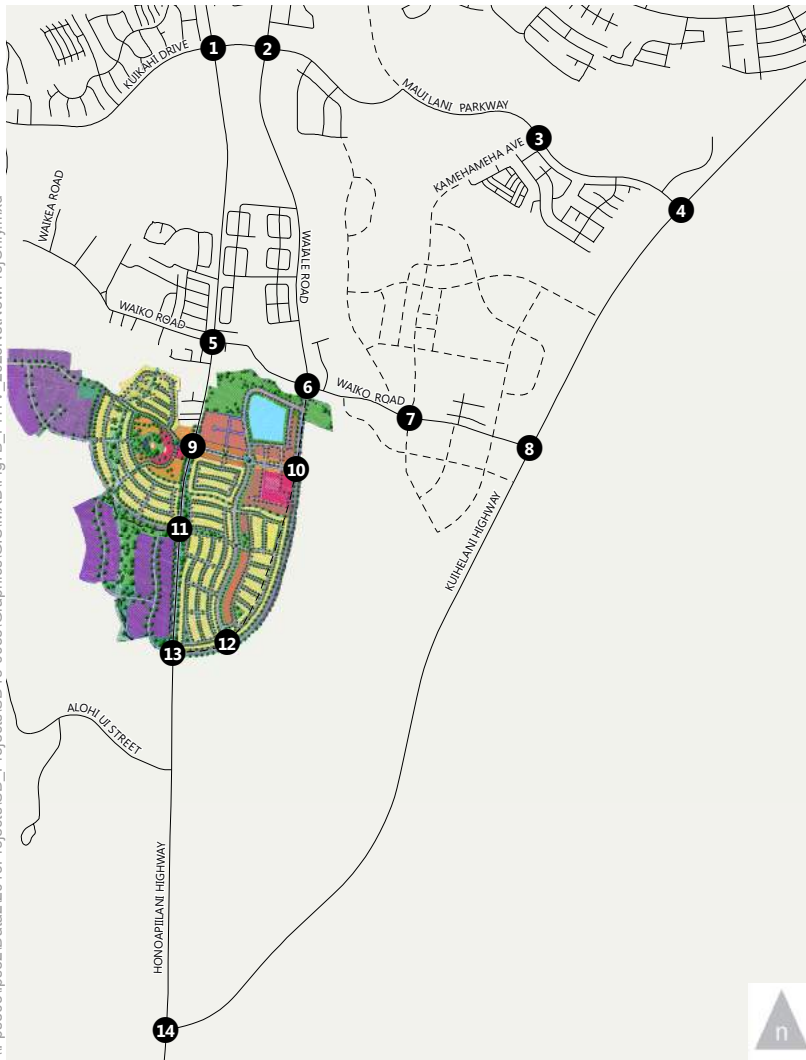 1
2
KUIKAHI DRIVE
MAUI LANI PARKWAY
3
KAMEHAMEHA AVE
4
WAIKEA ROAD
WAIALE ROAD
WAIKO ROAD
5
6
WAIKO ROAD
7
8
9
10
KUIHELANI HIGHWAY
11
12
13
ALOHI UI STREET
HONOAPIILANI HIGHWAY
14
n